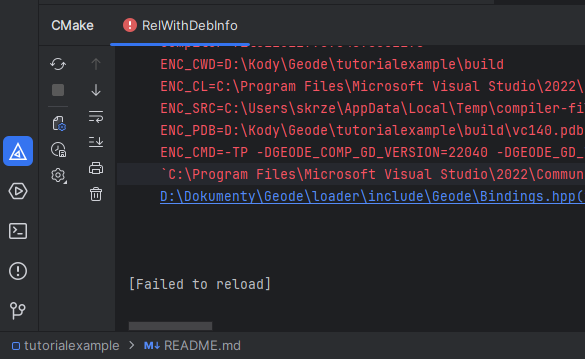 CMake
RelWithDebInfo
ENC_CWD=D:\Kody\Geode\tutorialexample\build
ENC_CL=C:\Program Files\Microsoft Visual Studio\2022\
ENC_SRC=C:\Users\skrze\AppData\Local\Temp\compiler-fi
ENC_PDB=D:\Kody\Geode\tutorialexample\build\vc140.pdb
ENC_CMD=-TP -DGEODE_COMP_GD_VERSION=22040 -DGEODE_GD_
`C:\Program Files\Microsoft Visual Studio\2022\Commun
D:\Dokumenty\Geode\loader\include\Geode\Bindings.hpp(
[Failed to reload]
tutorialexample > README.md